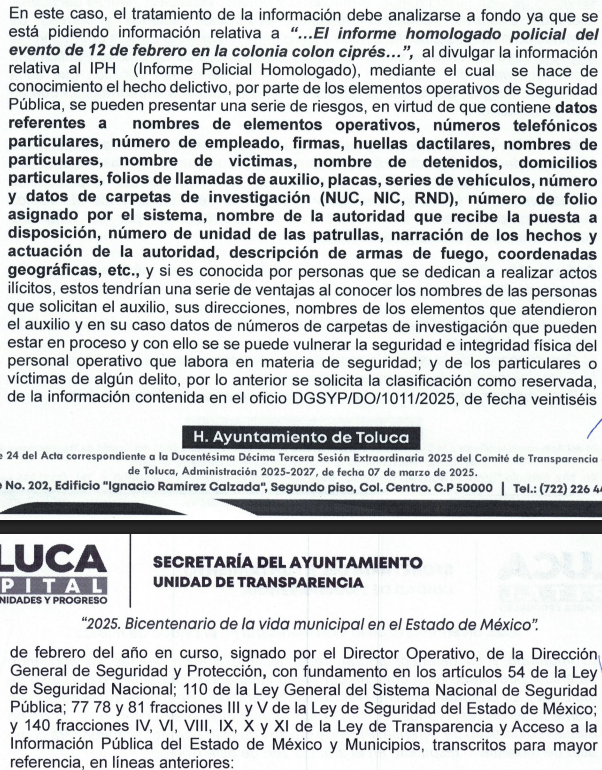 En este caso, el tratamiento de la información debe analizarse a fondo ya que se
está pidiendo información relativa a “…El informe homologado policial del
evento de 12 de febrero en la colonia colon ciprés…”, al divulgar la información
relativa al IPH (Informe Policial Homologado), mediante el cual se hace de
conocimiento el hecho delictivo, por parte de los elementos operativos de Seguridad
Pública, se pueden presentar una serie de riesgos, en virtud de que contiene datos
referentes a nombres de elementos operativos, números telefónicos
particulares, número de empleado, firmas, huellas dactilares, nombres de
particulares, nombre de victimas, nombre de detenidos, domicilios
particulares, folios de llamadas de auxilio, placas, series de vehículos, número
y datos de carpetas de investigación (NUC, NIC, RND), número de folio
asignado por el sistema, nombre de la autoridad que recibe la puesta a
disposición, número de unidad de las patrullas, narración de los hechos y
actuación de la autoridad, descripción de armas de fuego, coordenadas
geográficas, etc., y si es conocida por personas que se dedican a realizar actos
ilícitos, estos tendrían una serie de ventajas al conocer los nombres de las personas
que solicitan el auxilio, sus direcciones, nombres de los elementos que atendieron
el auxilio y en su caso datos de números de carpetas de investigación que pueden
estar en proceso y con ello se se puede vulnerar la seguridad e integridad física del
personal operativo que labora en materia de seguridad; y de los particulares o
víctimas de algún delito, por lo anterior se solicita la clasificación como reservada,
de la información contenida en el oficio DGSYP/DO/1011/2025, de fecha veintiséis
H. Ayuntamiento de Toluca
e 24 del Acta correspondiente a la Ducentésima Décima Tercera Sesión Extraordinaria 2025 del Comité de Transparencia
de Toluca, Administración 2025-2027, de fecha 07 de marzo de 2025.
No. 202, Edificio "Ignacio Ramírez Calzada", Segundo piso, Col. Centro. C.P 50000 | Tel.: (722) 226 4
LUCA
PITAL
NIDADES Y PROGRESO
SECRETARÍA DEL AYUNTAMIENTO
UNIDAD DE TRANSPARENCIA
“2025. Bicentenario de la vida municipal en el Estado de México”.
de febrero del año en curso, signado por el Director Operativo, de la Dirección
General de Seguridad y Protección, con fundamento en los artículos 54 de la Ley
de Seguridad Nacional; 110 de la Ley General del Sistema Nacional de Seguridad
Pública; 77 78 y 81 fracciones III y V de la Ley de Seguridad del Estado de México;
y 140 fracciones IV, VI, VIII, IX, X y XI de la Ley de Transparencia y Acceso a la
Información Pública del Estado de México y Municipios, transcritos para mayor
referencia, en líneas anteriores: